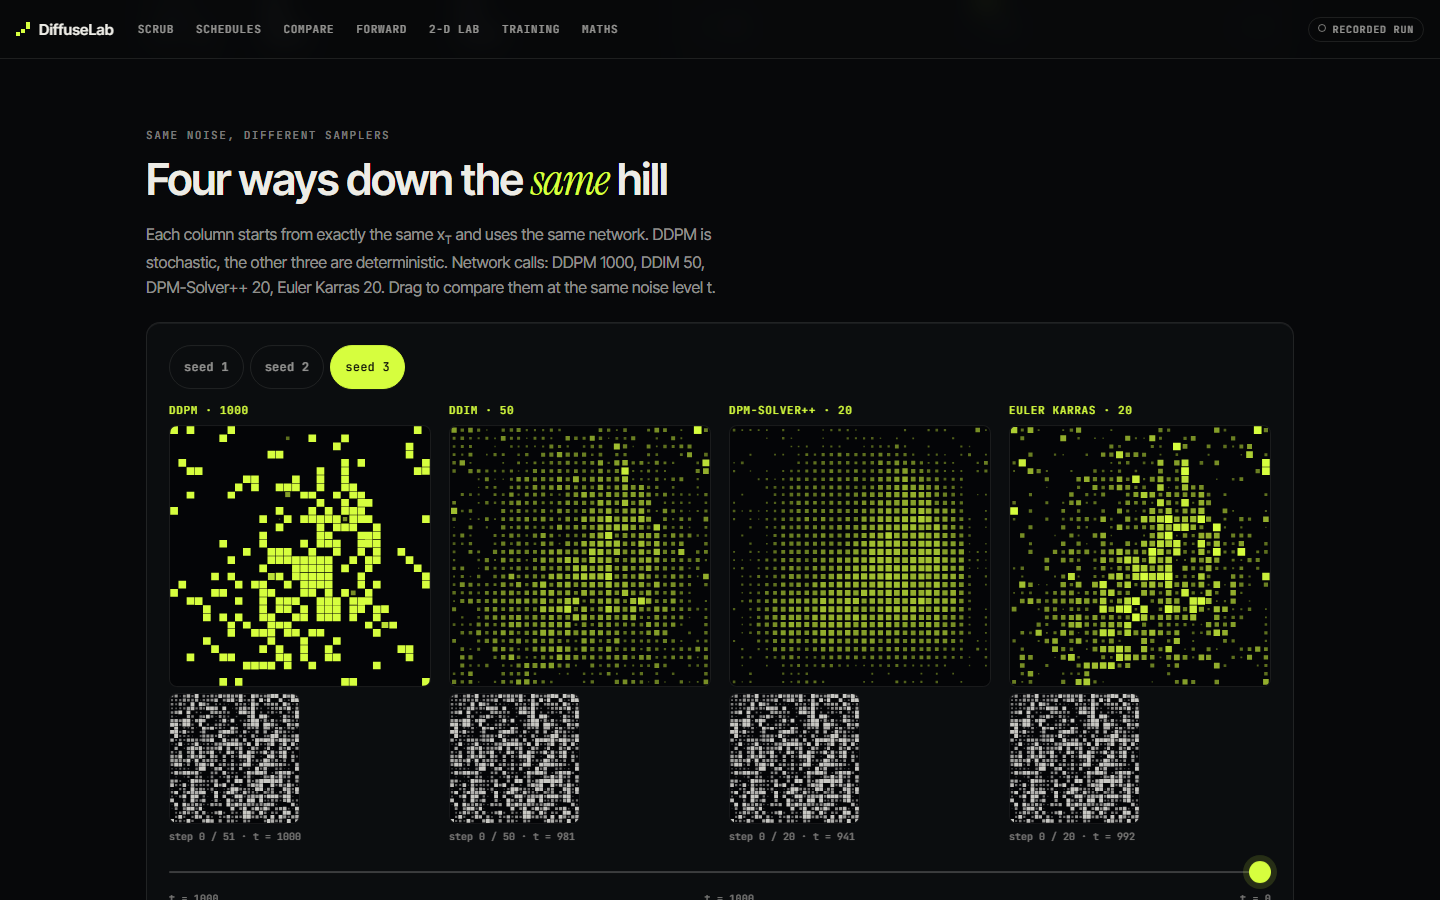 DiffuseLab SCRUB SCHEDULES COMPARE FORWARD 2-D LAB TRAINING MATHS RECORDED RUN
SAME NOISE, DIFFERENT SAMPLERS
Four ways down the same hill
Each column starts from exactly the same xT and uses the same network. DDPM is
stochastic, the other three are deterministic. Network calls: DDPM 1000, DDIM 50,
DPM-Solver++ 20, Euler Karras 20. Drag to compare them at the same noise level t.
seed 1 seed 2 seed 3
DDPM · 1000 DDIM · 50 DPM-SOLVER++ · 20 EULER KARRAS · 20
step 0 / 51 · t = 1000 step 0 / 50 · t = 981 step 0 / 20 · t = 941 step 0 / 20 · t = 992
t = 1000 t = 1000 t = 0